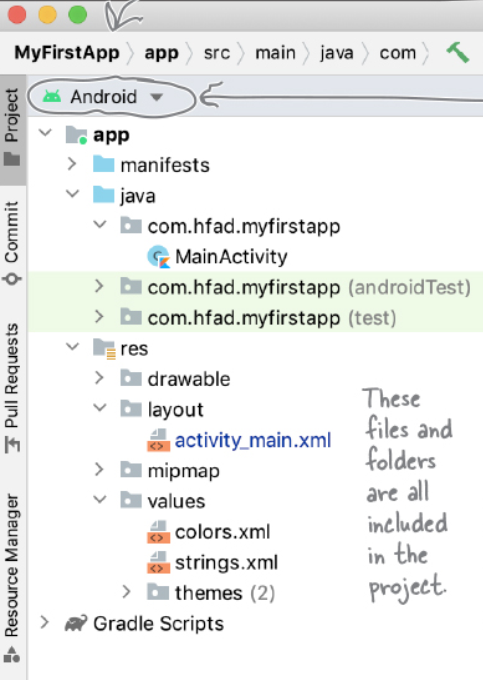 MyFirstApp > app > src > main > java > com >
Project
Commit
Pull Requests
Resource Manager
Android
app
manifests
java
com.hfad.myfirstapp
MainActivity
com.hfad.myfirstapp (androidTest)
com.hfad.myfirstapp (test)
res
drawable
layout
activity_main.xml
mipmap
values
colors.xml
strings.xml
themes (2)
Gradle Scripts
These
files and
folders
are all
included
in the
project.